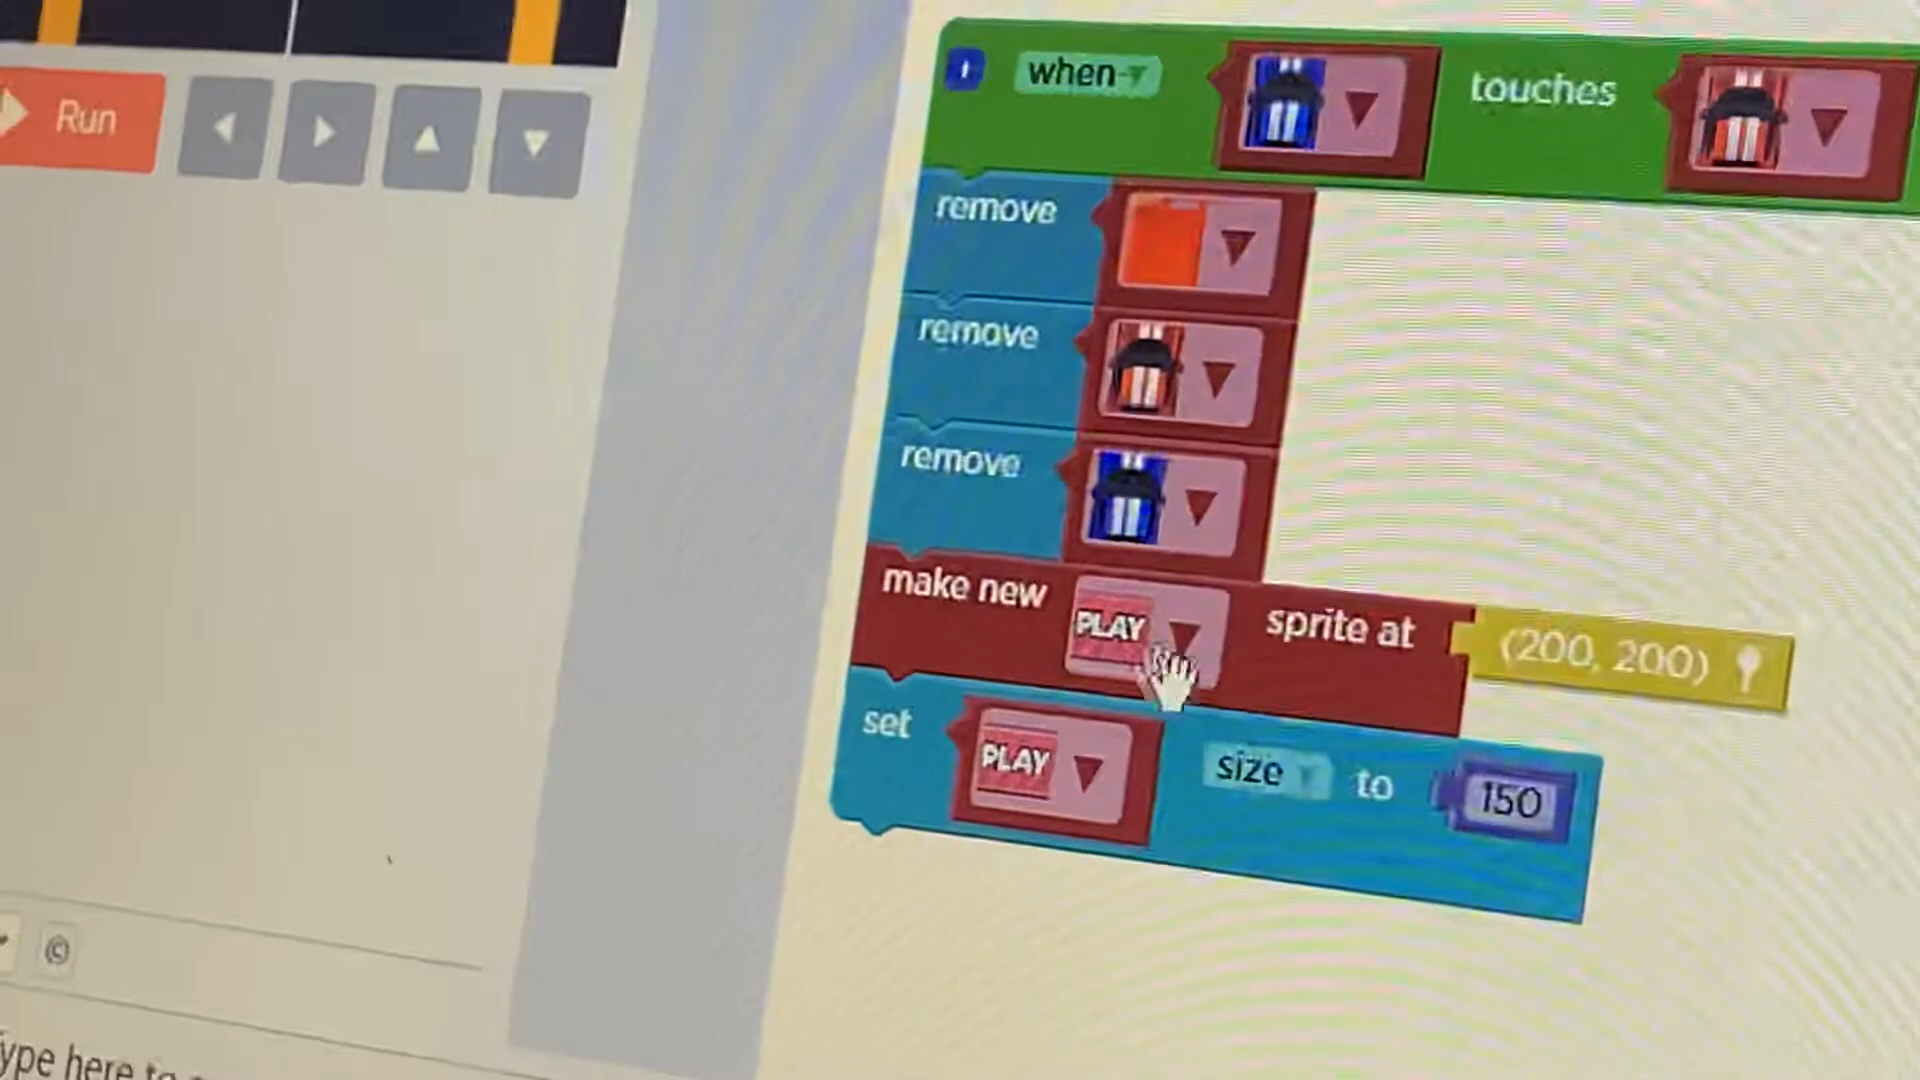 Run
when touches
remove
remove
remove
make new PLAY sprite at (200, 200)
set PLAY size to 150
©
ype here to